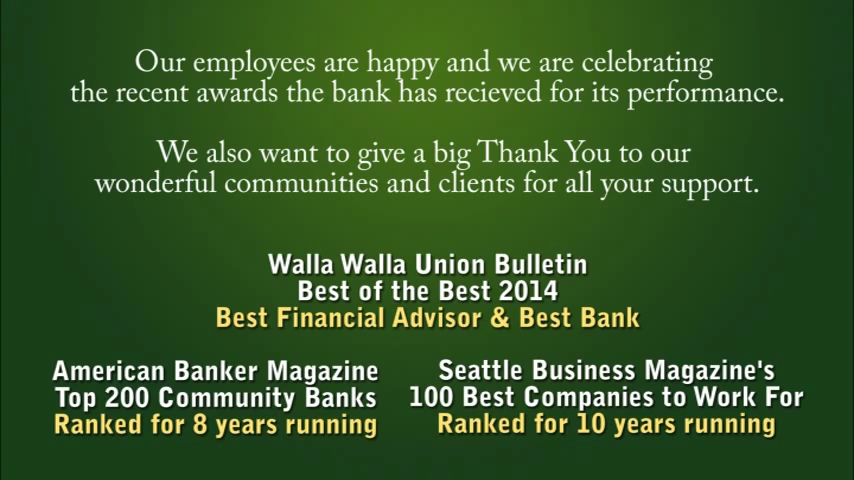 Our employees are happy and we are celebrating
the recent awards the bank has recieved for its performance.
We also want to give a big Thank You to our
wonderful communities and clients for all your support.
Walla Walla Union Bulletin
Best of the Best 2014
Best Financial Advisor & Best Bank
American Banker Magazine
Top 200 Community Banks
Ranked for 8 years running
Seattle Business Magazine's
100 Best Companies to Work For
Ranked for 10 years running